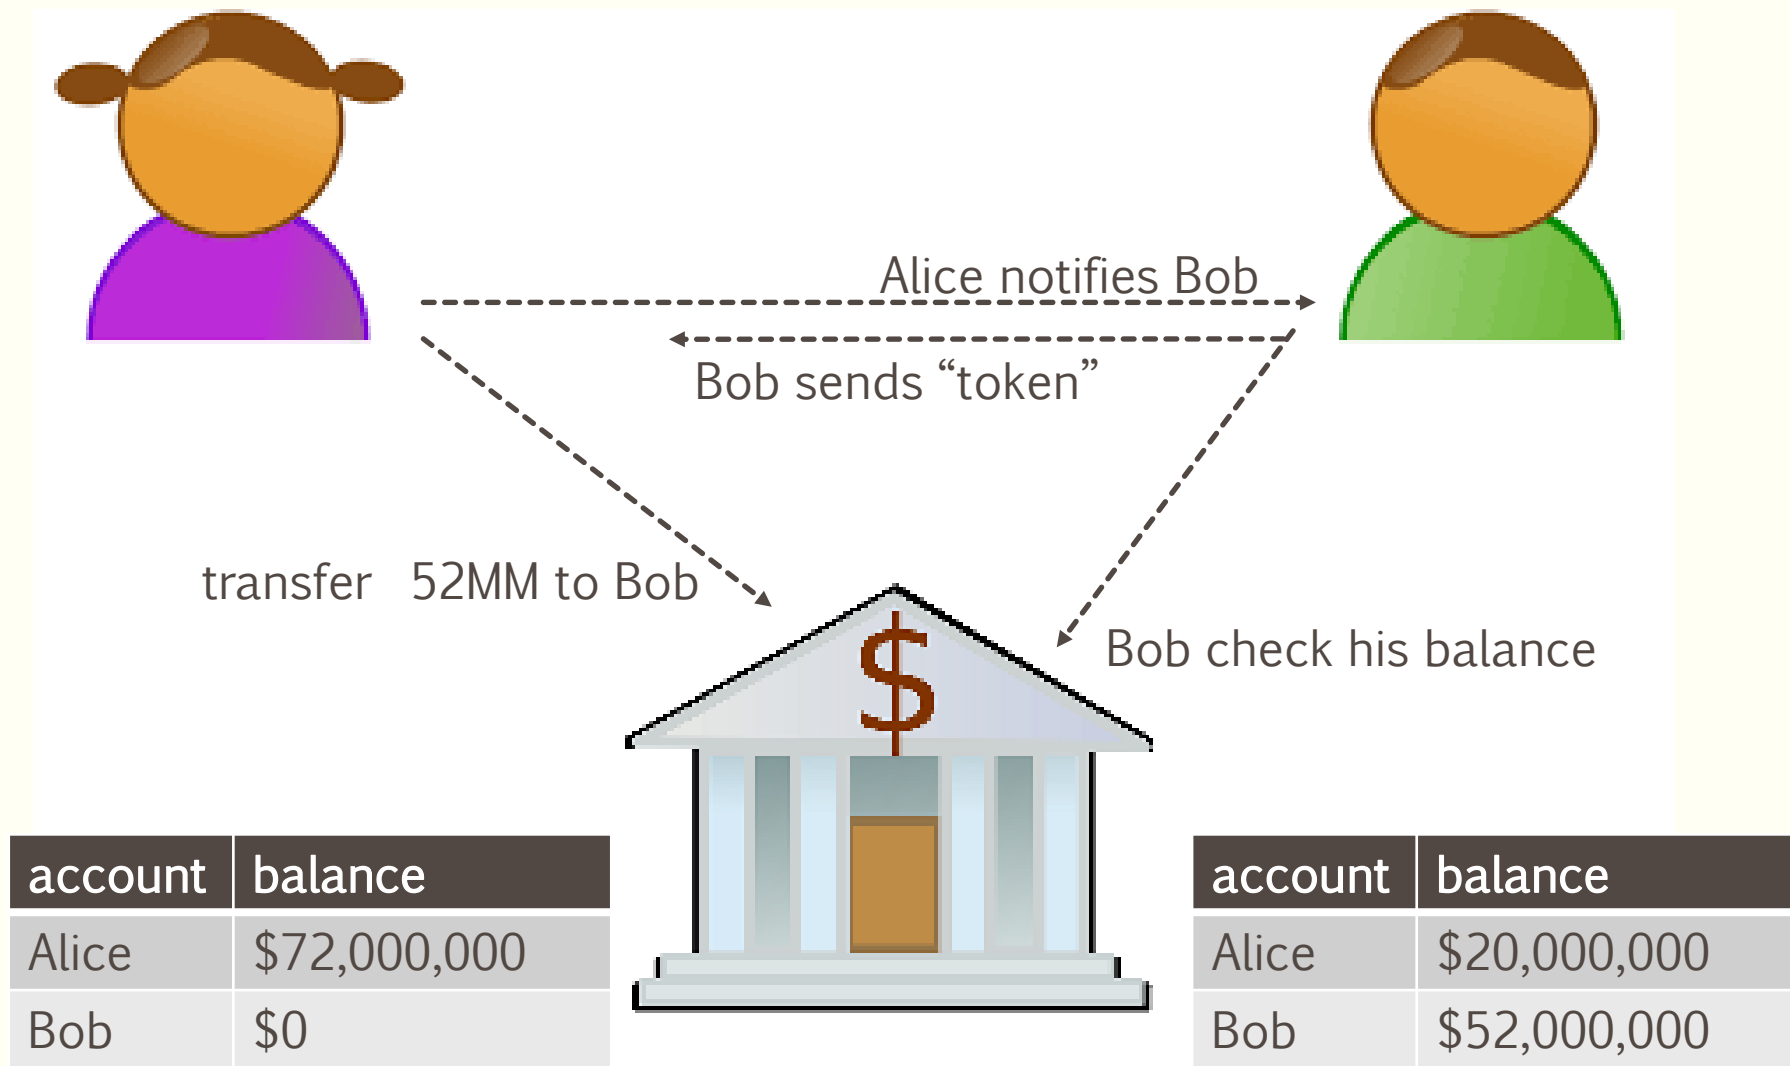 Alice notifies Bob
Bob sends “token”
transfer 52MM to Bob
Bob check his balance
$
account balance
Alice $72,000,000
Bob $0
account balance
Alice $20,000,000
Bob $52,000,000